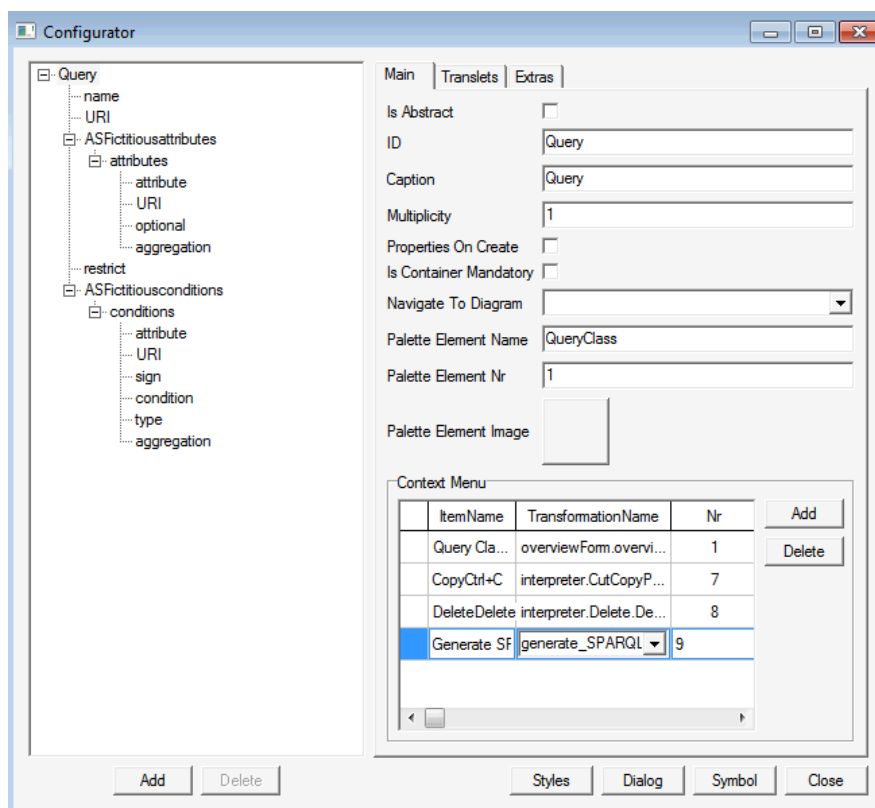 Configurator
Query
name
URI
ASFictitiousattributes
attributes
attribute
URI
optional
aggregation
restrict
ASFictitiousconditions
conditions
attribute
URI
sign
condition
type
aggregation
Add
Delete
Main
Translets
Extras
Is Abstract
ID
Query
Caption
Query
Multiplicity
1
Properties On Create
Is Container Mandatory
Navigate To Diagram
Palette Element Name
QueryClass
Palette Element Nr
1
Palette Element Image
Context Menu
ItemName TransformationName Nr
Query Cla... overviewForm.overvi... 1
CopyCtrl+C interpreter.CutCopyP... 7
DeleteDelete interpreter.Delete.De... 8
Generate SF generate_SPARQL 9
Add
Delete
Styles
Dialog
Symbol
Close